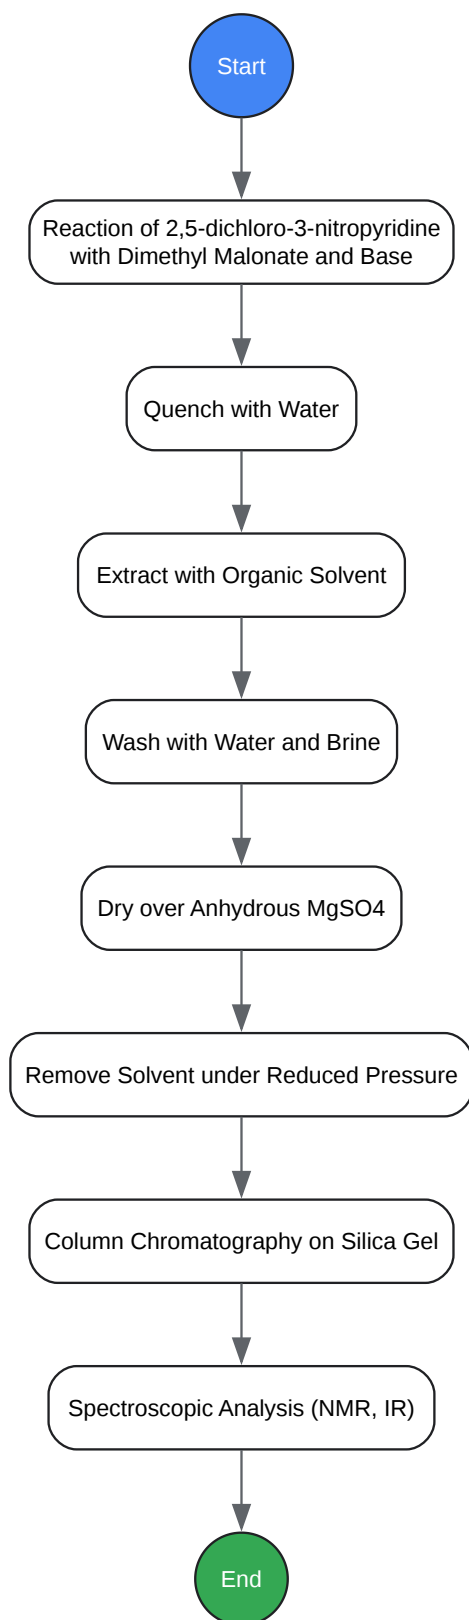 Start
Reaction of 2,5-dichloro-3-nitropyridine
with Dimethyl Malonate and Base
Quench with Water
Extract with Organic Solvent
Wash with Water and Brine
Dry over Anhydrous MgSO4
Remove Solvent under Reduced Pressure
Column Chromatography on Silica Gel
Spectroscopic Analysis (NMR, IR)
End